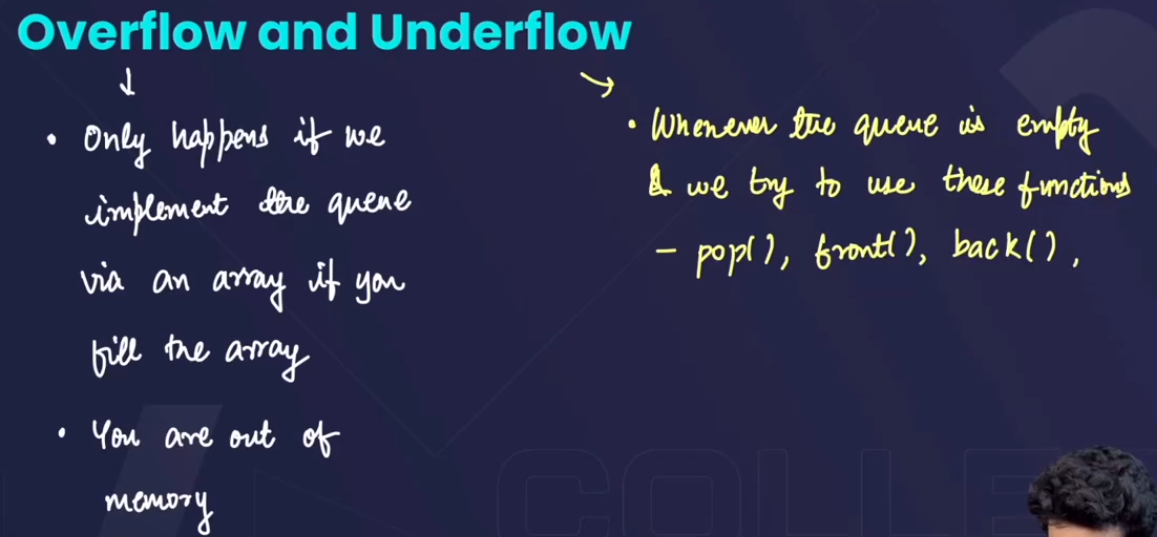 Overflow and Underflow
↓
• Only happens if we
implement the queue
via an array if you
fill the array
• You are out of
memory
→
• Whenever the queue is empty
& we try to use these functions
- pop(), front(), back(),
COLLE